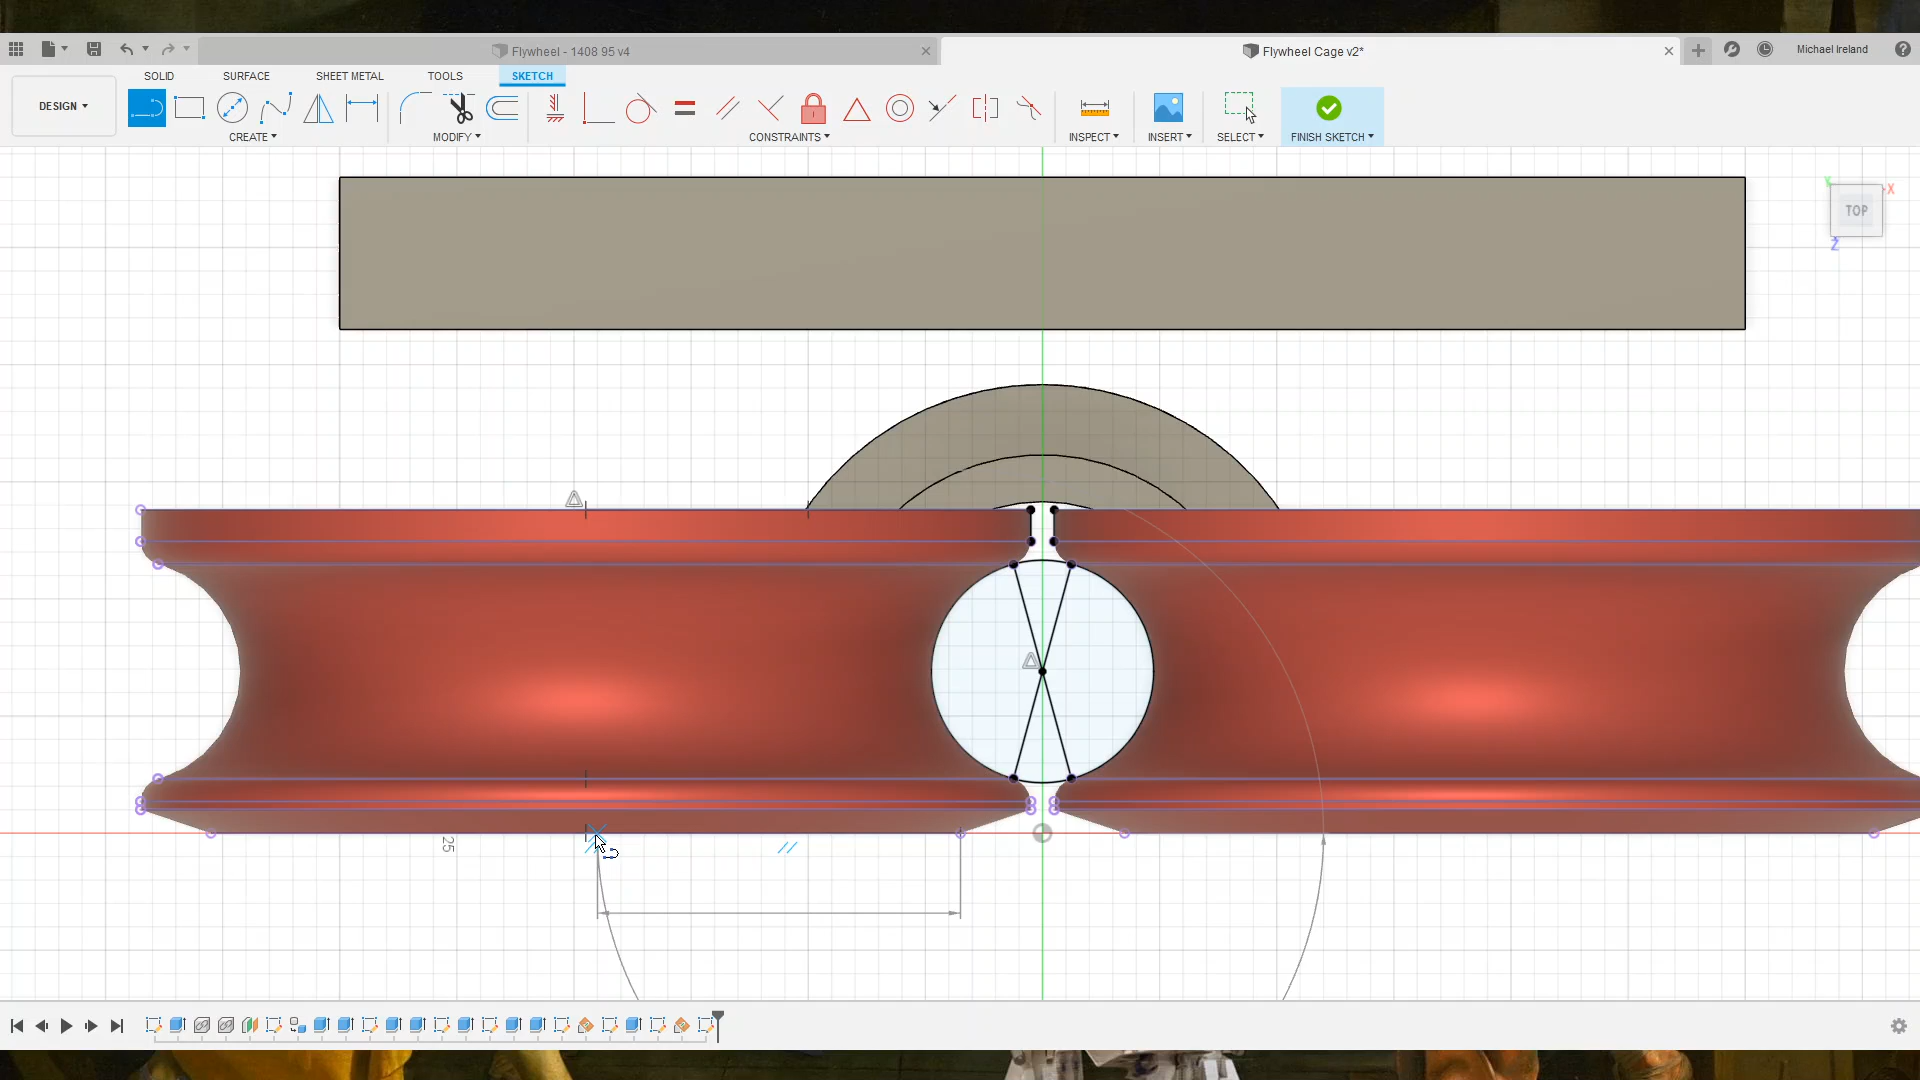 Flywheel - 1408 95 v4
Flywheel Cage v2*
Michael Ireland
SOLID
SURFACE
SHEET METAL
TOOLS
SKETCH
DESIGN
CREATE
MODIFY
CONSTRAINTS
INSPECT
INSERT
SELECT
FINISH SKETCH
Y
X
TOP
Z
25